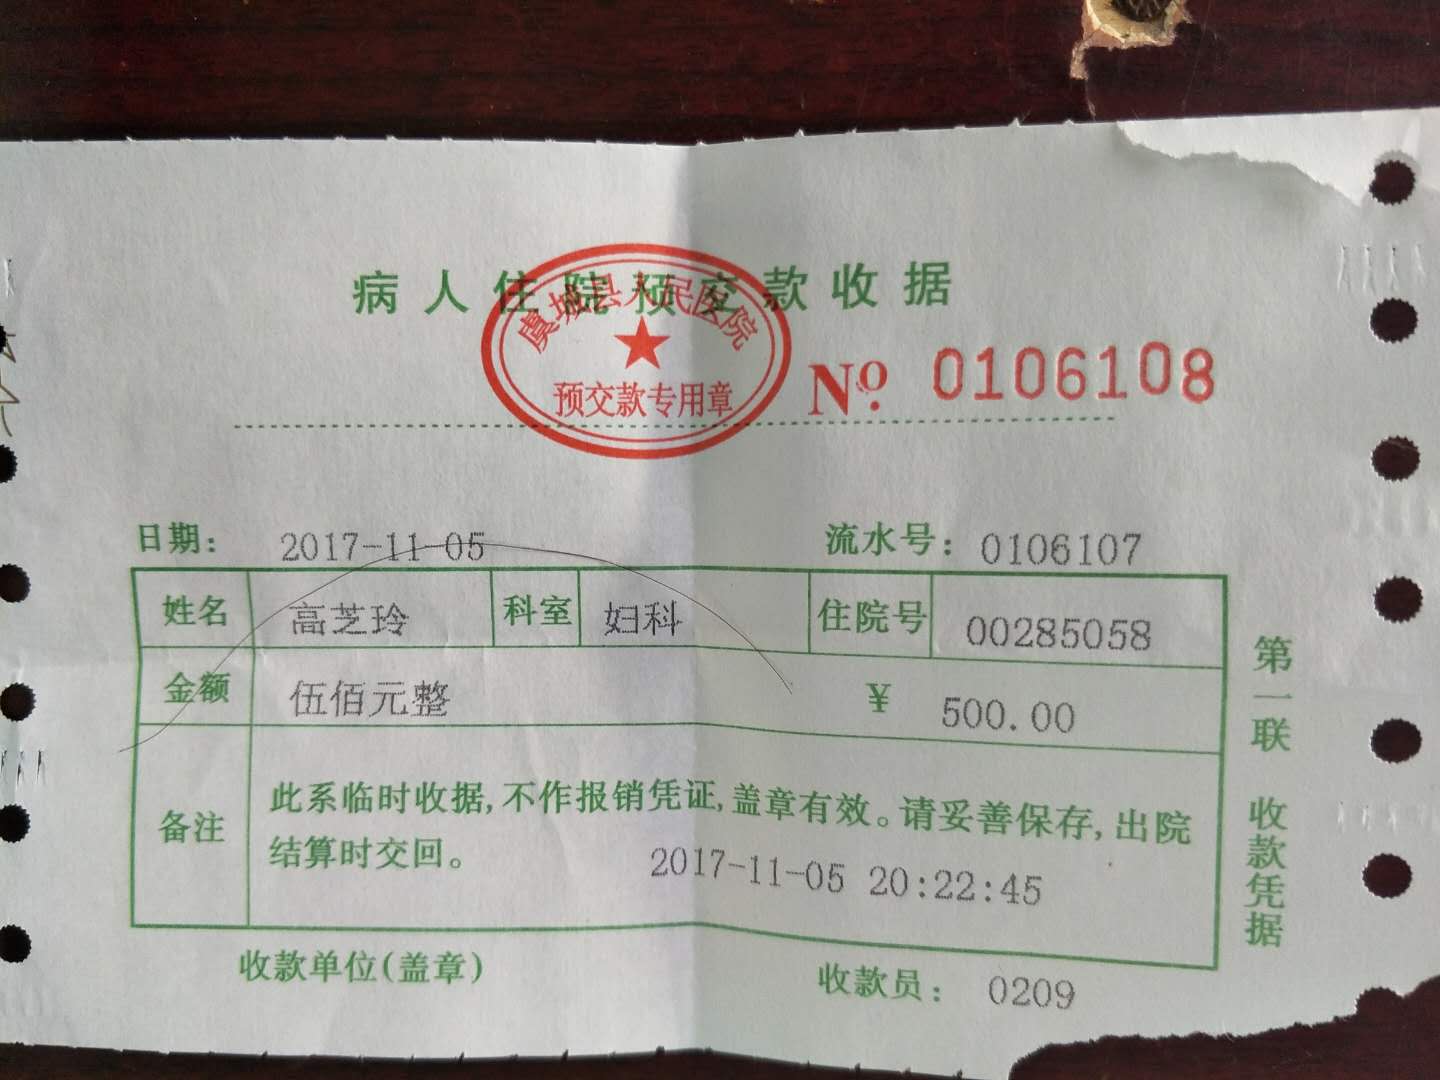 病人住院预交款收据
虞城县人民医院
预交款专用章
No. 0106108
日期: 2017-11-05 流水号: 0106107
姓名 高芝玲 科室 妇科 住院号 00285058
金额 伍佰元整 ¥ 500.00
备注 此系临时收据,不作报销凭证,盖章有效。请妥善保存,出院
结算时交回。
2017-11-05 20:22:45
收款单位(盖章) 收款员: 0209
第一联 收款凭据